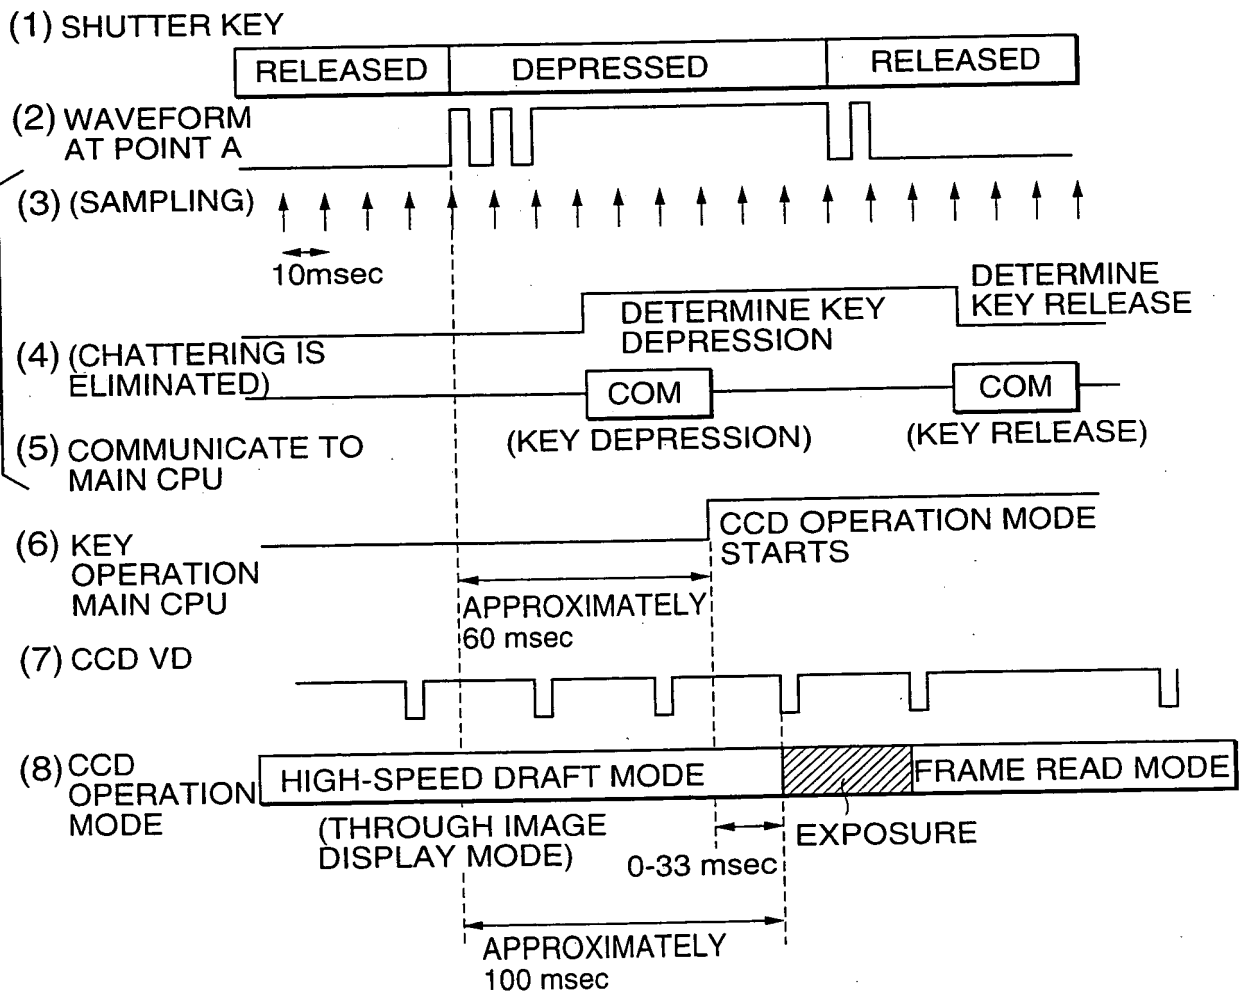 (1) SHUTTER KEY
RELEASED DEPRESSED RELEASED
(2) WAVEFORM
AT POINT A
(3) (SAMPLING)
10msec
DETERMINE KEY
DEPRESSION
DETERMINE
KEY RELEASE
(4) (CHATTERING IS
ELIMINATED)
COM COM
(KEY DEPRESSION) (KEY RELEASE)
(5) COMMUNICATE TO
MAIN CPU
(6) KEY
OPERATION
MAIN CPU
CCD OPERATION MODE
STARTS
APPROXIMATELY
60 msec
(7) CCD VD
(8) CCD
OPERATION
MODE
HIGH-SPEED DRAFT MODE FRAME READ MODE
(THROUGH IMAGE
DISPLAY MODE)
0-33 msec
EXPOSURE
APPROXIMATELY
100 msec